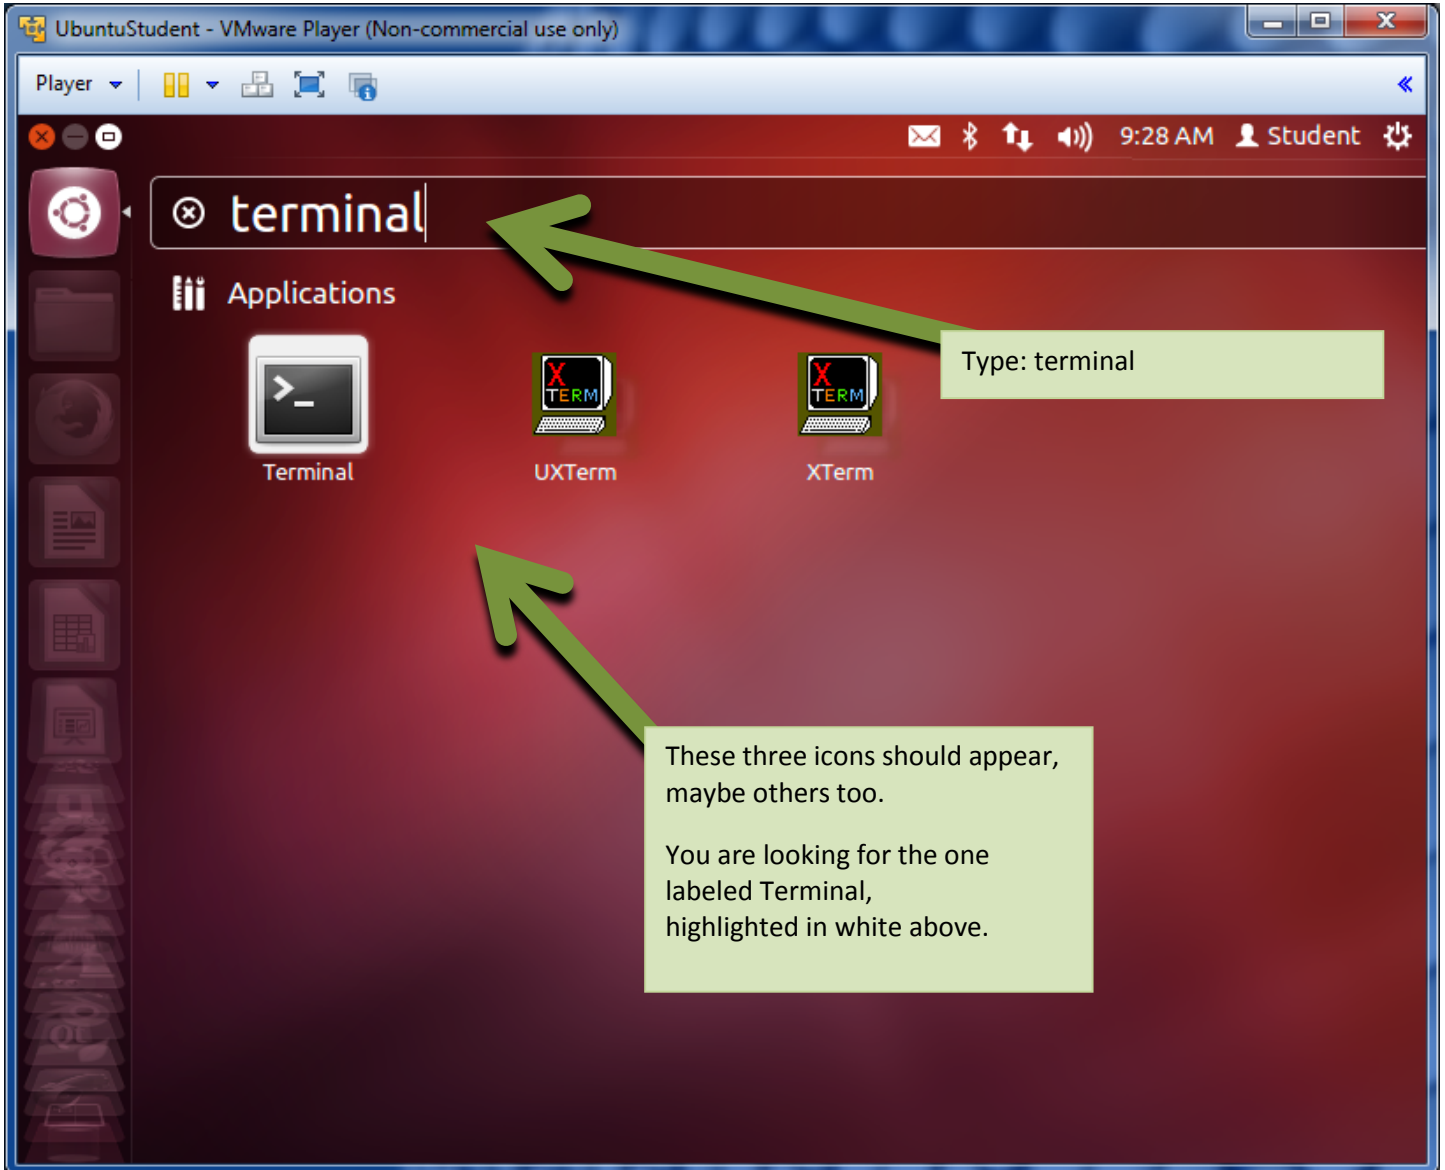 UbuntuStudent - VMware Player (Non-commercial use only)
Player
9:28 AM Student
terminal
Applications
Type: terminal
X
TERM
X
TERM
Terminal
UXTerm
XTerm
These three icons should appear,
maybe others too.
You are looking for the one
labeled Terminal,
highlighted in white above.